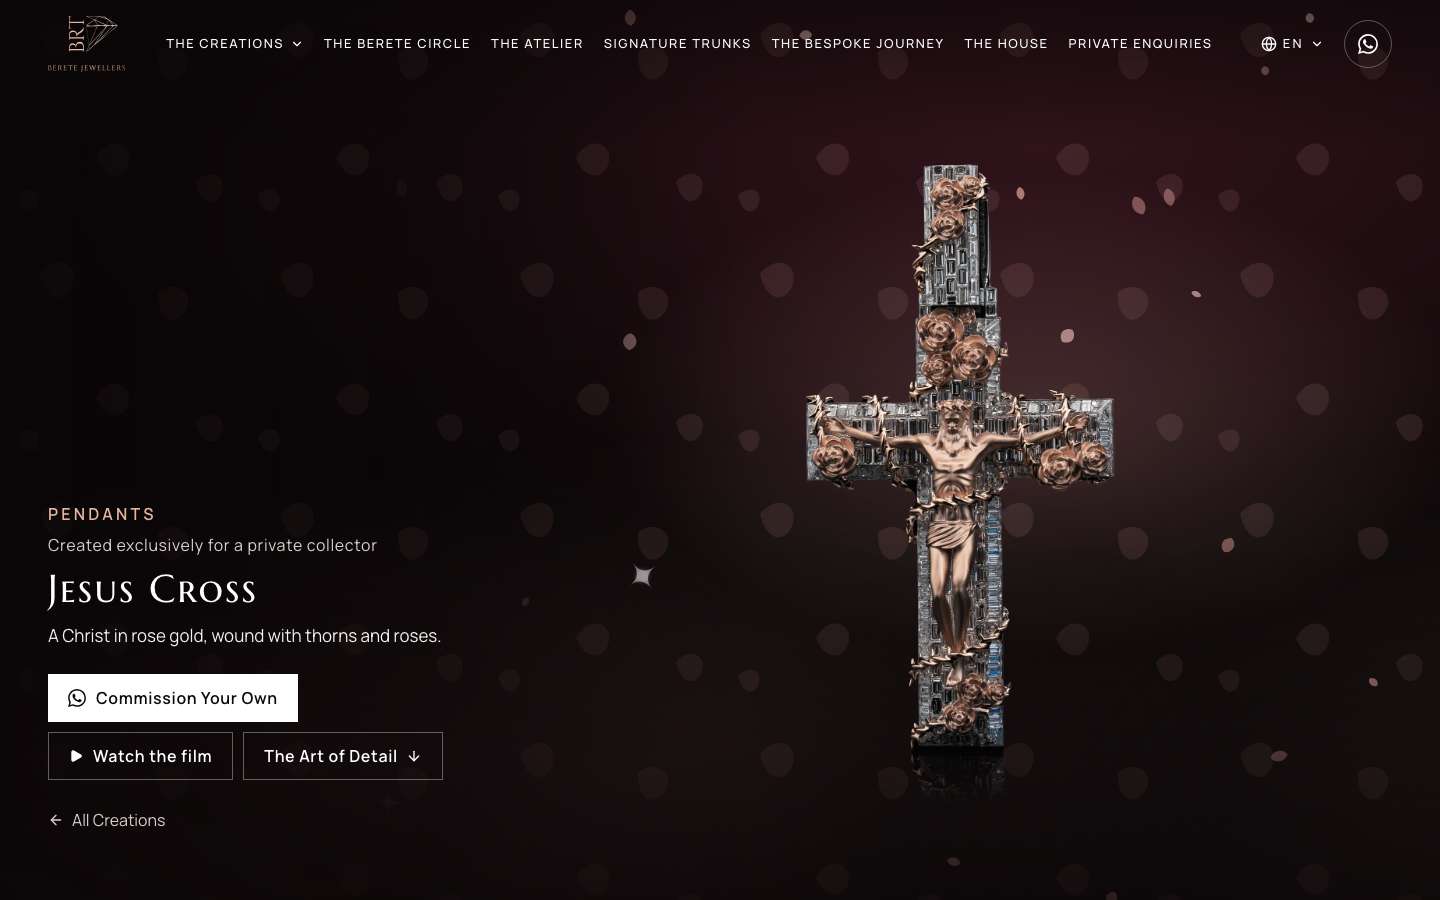 BRT
BERETE JEWELLERS
THE CREATIONS
THE BERETE CIRCLE
THE ATELIER
SIGNATURE TRUNKS
THE BESPOKE JOURNEY
THE HOUSE
PRIVATE ENQUIRIES
EN
PENDANTS
Created exclusively for a private collector
Jesus Cross
A Christ in rose gold, wound with thorns and roses.
Commission Your Own
Watch the film
The Art of Detail
All Creations